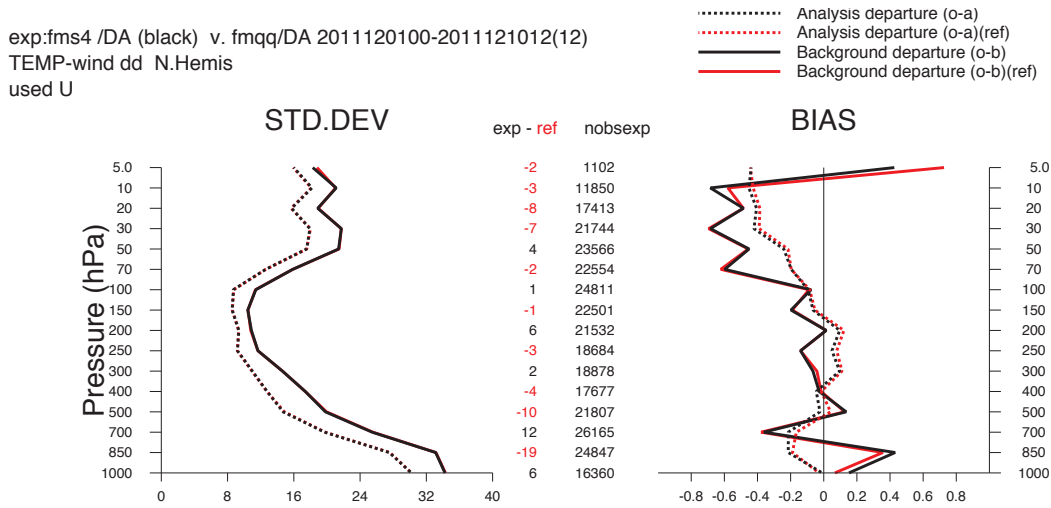 exp:fms4 /DA (black) v. fmqq/DA 2011120100-2011121012(12)
TEMP-wind dd N.Hemis
used U
Analysis departure (o-a)
Analysis departure (o-a)(ref)
Background departure (o-b)
Background departure (o-b)(ref)
STD.DEV exp - ref nobsexp BIAS
Pressure (hPa)
5.0 -2 1102 5.0
10 -3 11850 10
20 -8 17413 20
30 -7 21744 30
50 4 23566 50
70 -2 22554 70
100 1 24811 100
150 -1 22501 150
200 6 21532 200
250 -3 18684 250
300 2 18878 300
400 -4 17677 400
500 -10 21807 500
700 12 26165 700
850 -19 24847 850
1000 6 16360 1000
0 8 16 24 32 40 -0.8 -0.6 -0.4 -0.2 0 0.2 0.4 0.6 0.8